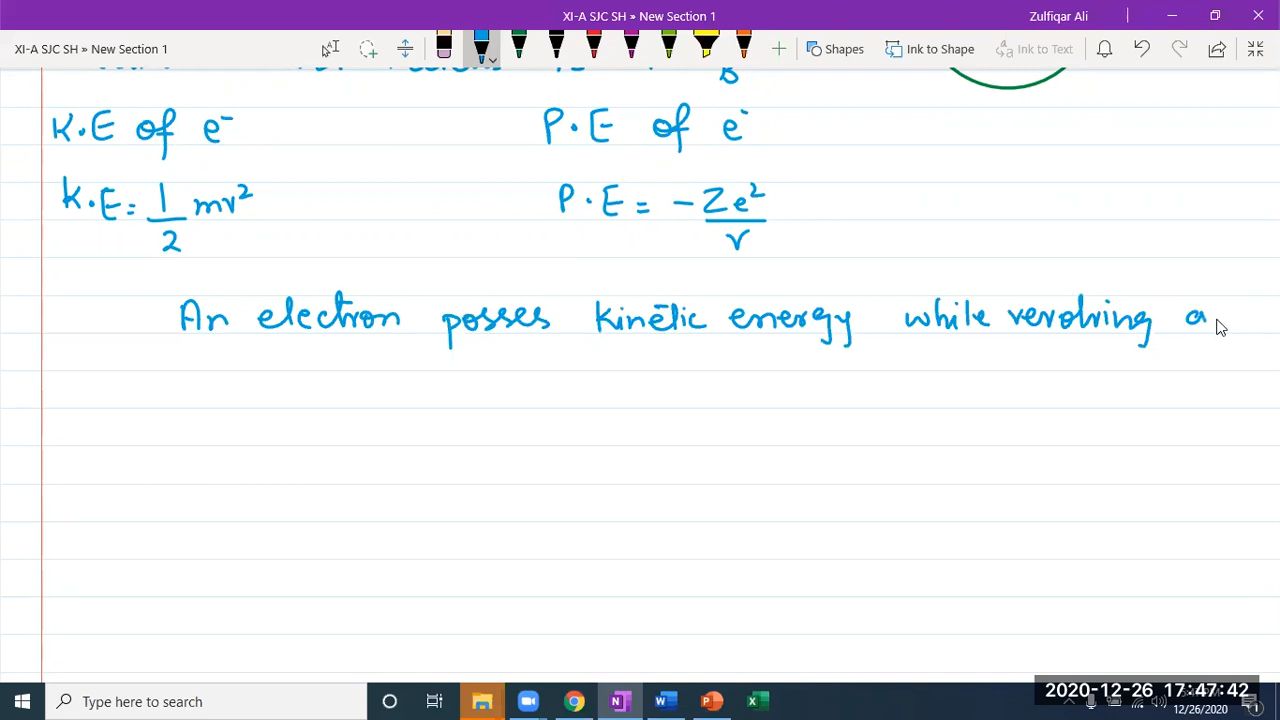 XI-A SJC SH » New Section 1
Zulfiqar Ali
XI-A SJC SH » New Section 1
Shapes
Ink to Shape
Ink to Text
K.E of e⁻
P.E of e⁻
K.E = 1/2 mv²
P.E = - Ze²/r
An electron posses kinetic energy while revolving a
Type here to search
2020-12-26 17:47:42
12/26/2020